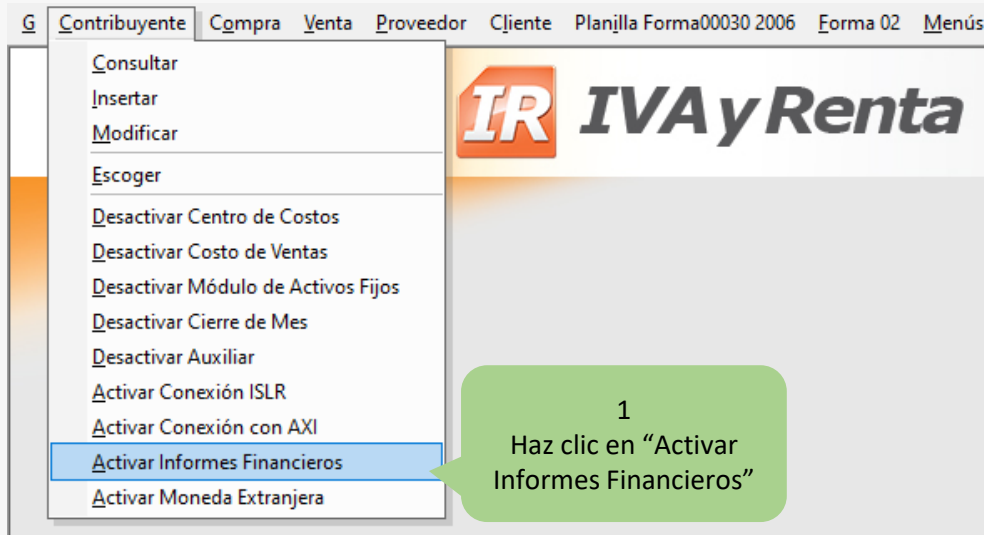 G Contribuyente Compra Venta Proveedor Cliente Planilla Forma00030 2006 Forma 02 Menús
Consultar
Insertar
Modificar
Escoger
Desactivar Centro de Costos
Desactivar Costo de Ventas
Desactivar Módulo de Activos Fijos
Desactivar Cierre de Mes
Desactivar Auxiliar
Activar Conexión ISLR
Activar Conexión con AXI
Activar Informes Financieros
Activar Moneda Extranjera
IR IVA y Renta
1
Haz clic en “Activar
Informes Financieros”